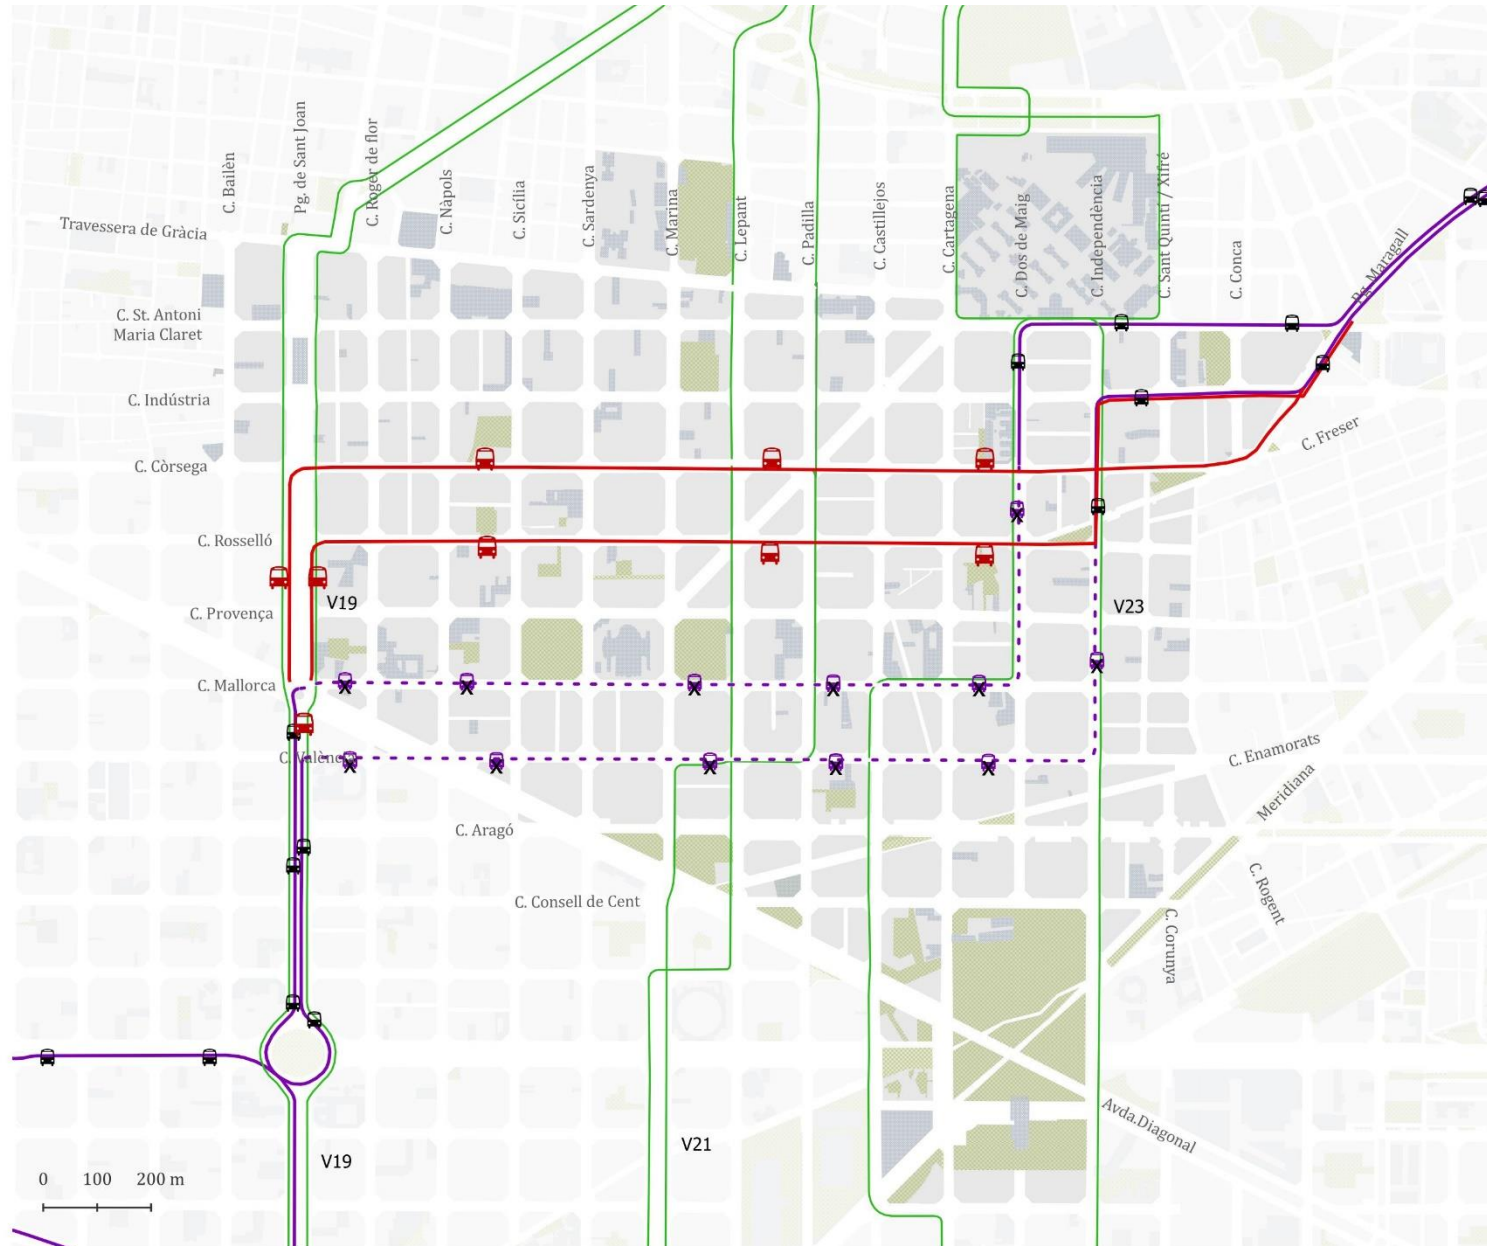 C. Bailèn
Pg. de Sant Joan
C. Roger de flor
C. Nàpols
C. Sicília
C. Sardenya
C. Marina
C. Lepant
C. Padilla
C. Castillejos
C. Cartagena
C. Dos de Maig
C. Independència
C. Sant Quintí / Xifré
C. Conca
Pg. Maragall
Travessera de Gràcia
C. St. Antoni
Maria Claret
C. Indústria
C. Freser
C. Còrsega
C. Rosselló
V19
C. Provença
V23
C. Mallorca
C. València
C. Enamorats
Meridiana
C. Aragó
C. Rogent
C. Consell de Cent
C. Corunya
Avda.Diagonal
V21
V19
0 100 200 m